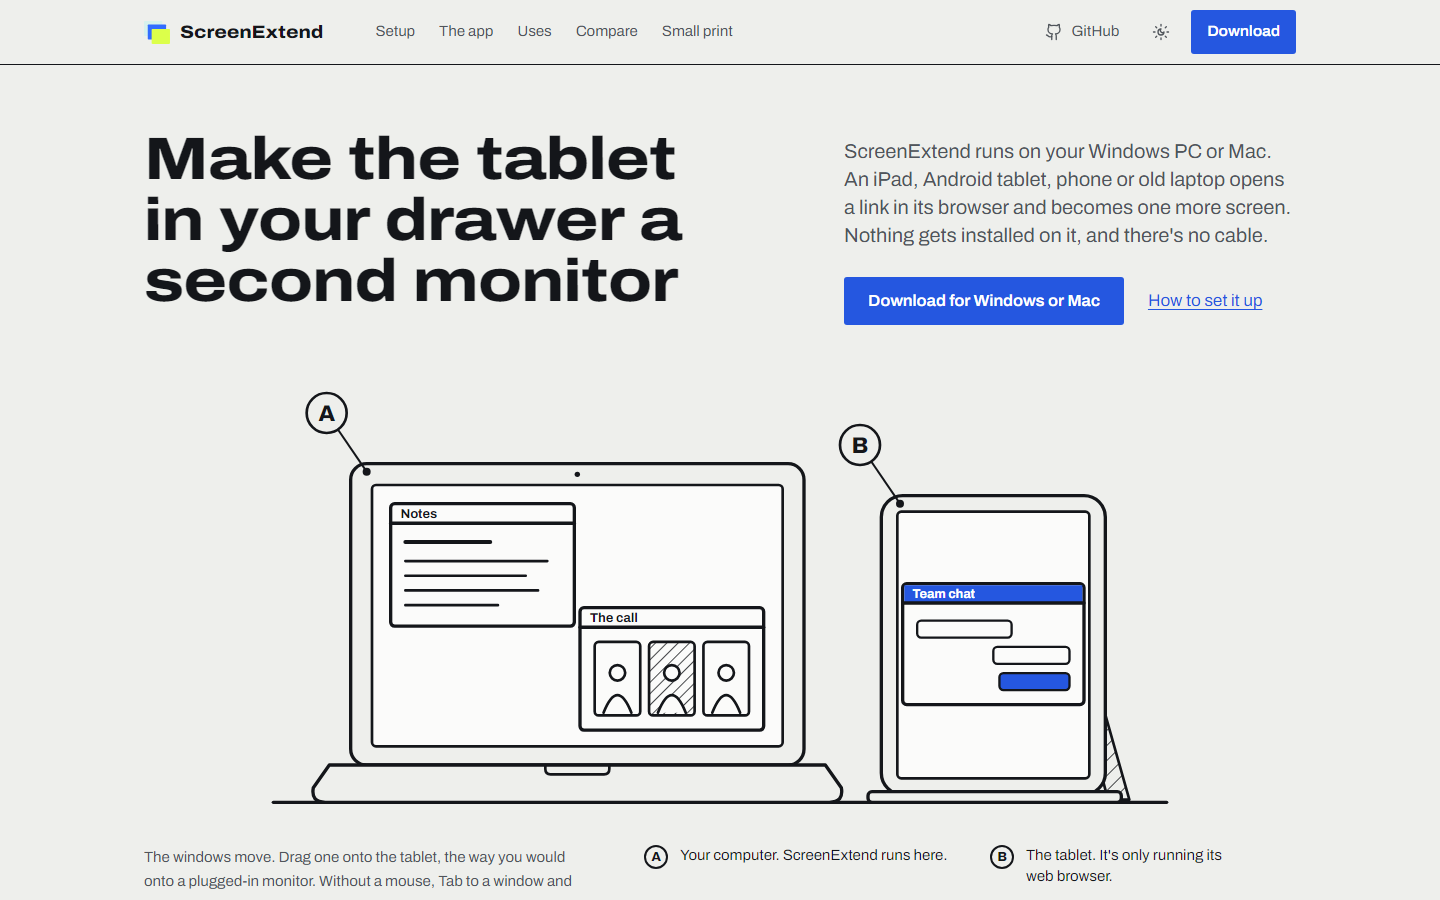 ScreenExtend
Setup
The app
Uses
Compare
Small print
GitHub
Download
Make the tablet
in your drawer a
second monitor
ScreenExtend runs on your Windows PC or Mac.
An iPad, Android tablet, phone or old laptop opens
a link in its browser and becomes one more screen.
Nothing gets installed on it, and there's no cable.
Download for Windows or Mac
How to set it up
A
B
Notes
The call
Team chat
The windows move. Drag one onto the tablet, the way you would
onto a plugged-in monitor. Without a mouse, Tab to a window and
A
Your computer. ScreenExtend runs here.
B
The tablet. It's only running its
web browser.